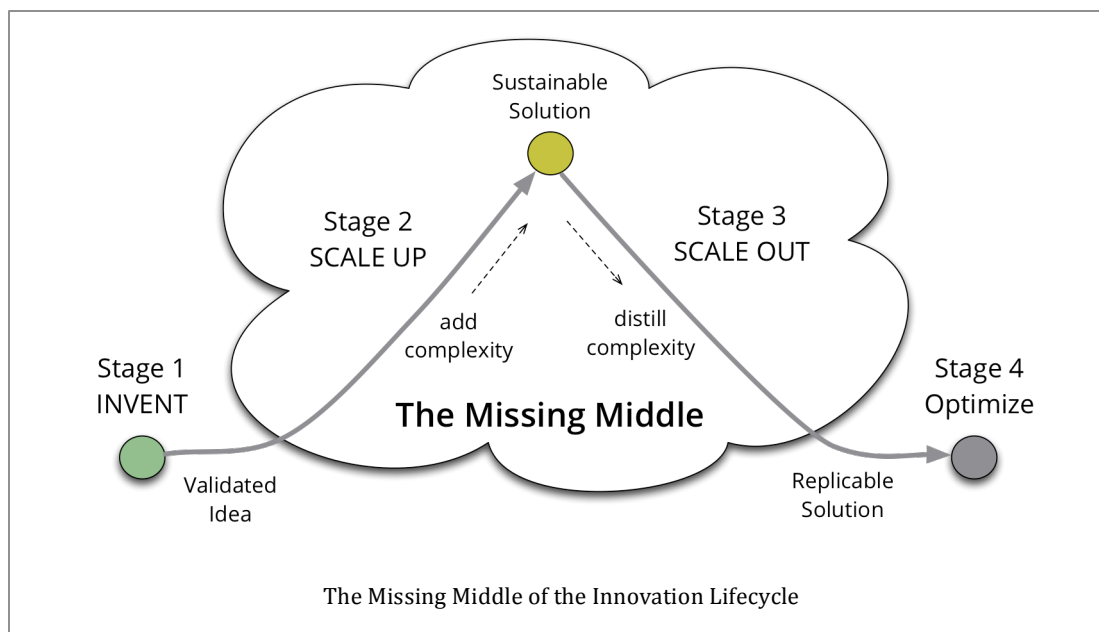 Sustainable
Solution
Stage 2
SCALE UP
Stage 3
SCALE OUT
add
complexity
distill
complexity
Stage 1
INVENT
The Missing Middle
Stage 4
Optimize
Validated
Idea
Replicable
Solution
The Missing Middle of the Innovation Lifecycle